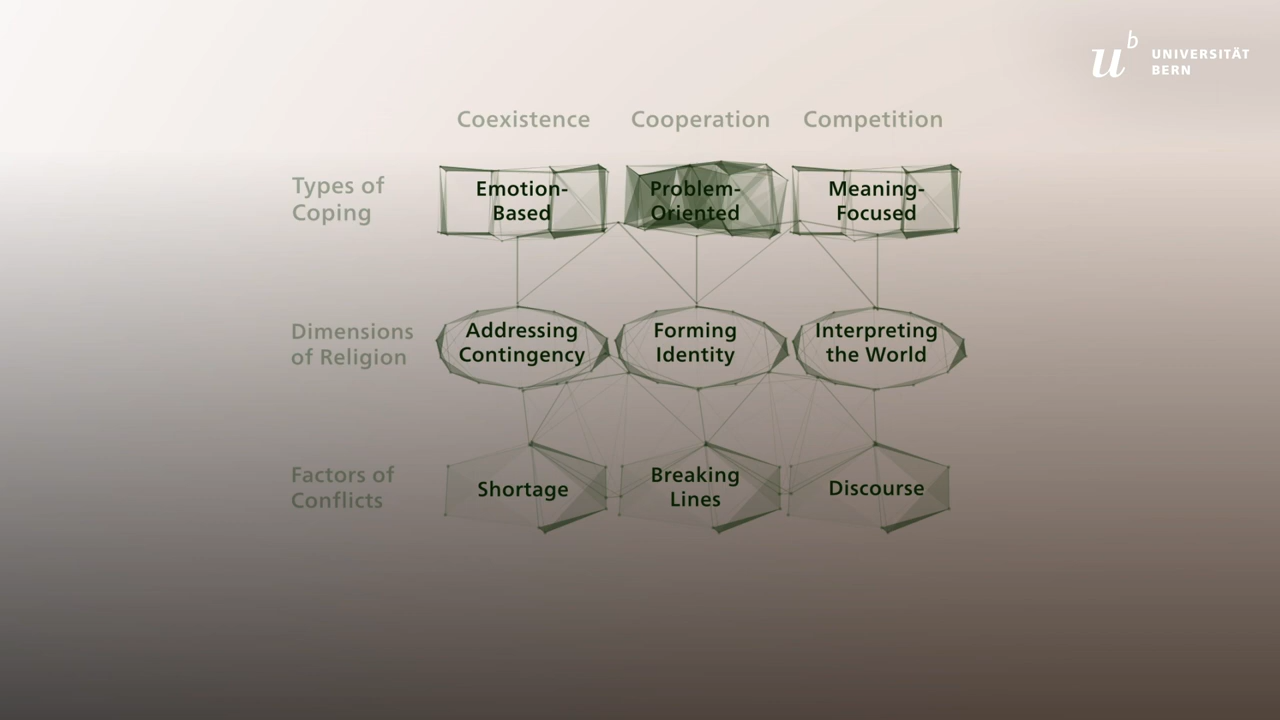 u b UNIVERSITÄT
BERN
Coexistence Cooperation Competition
Types of
Coping
Emotion-
Based
Problem-
Oriented
Meaning-
Focused
Dimensions
of Religion
Addressing
Contingency
Forming
Identity
Interpreting
the World
Factors of
Conflicts
Shortage
Breaking
Lines
Discourse